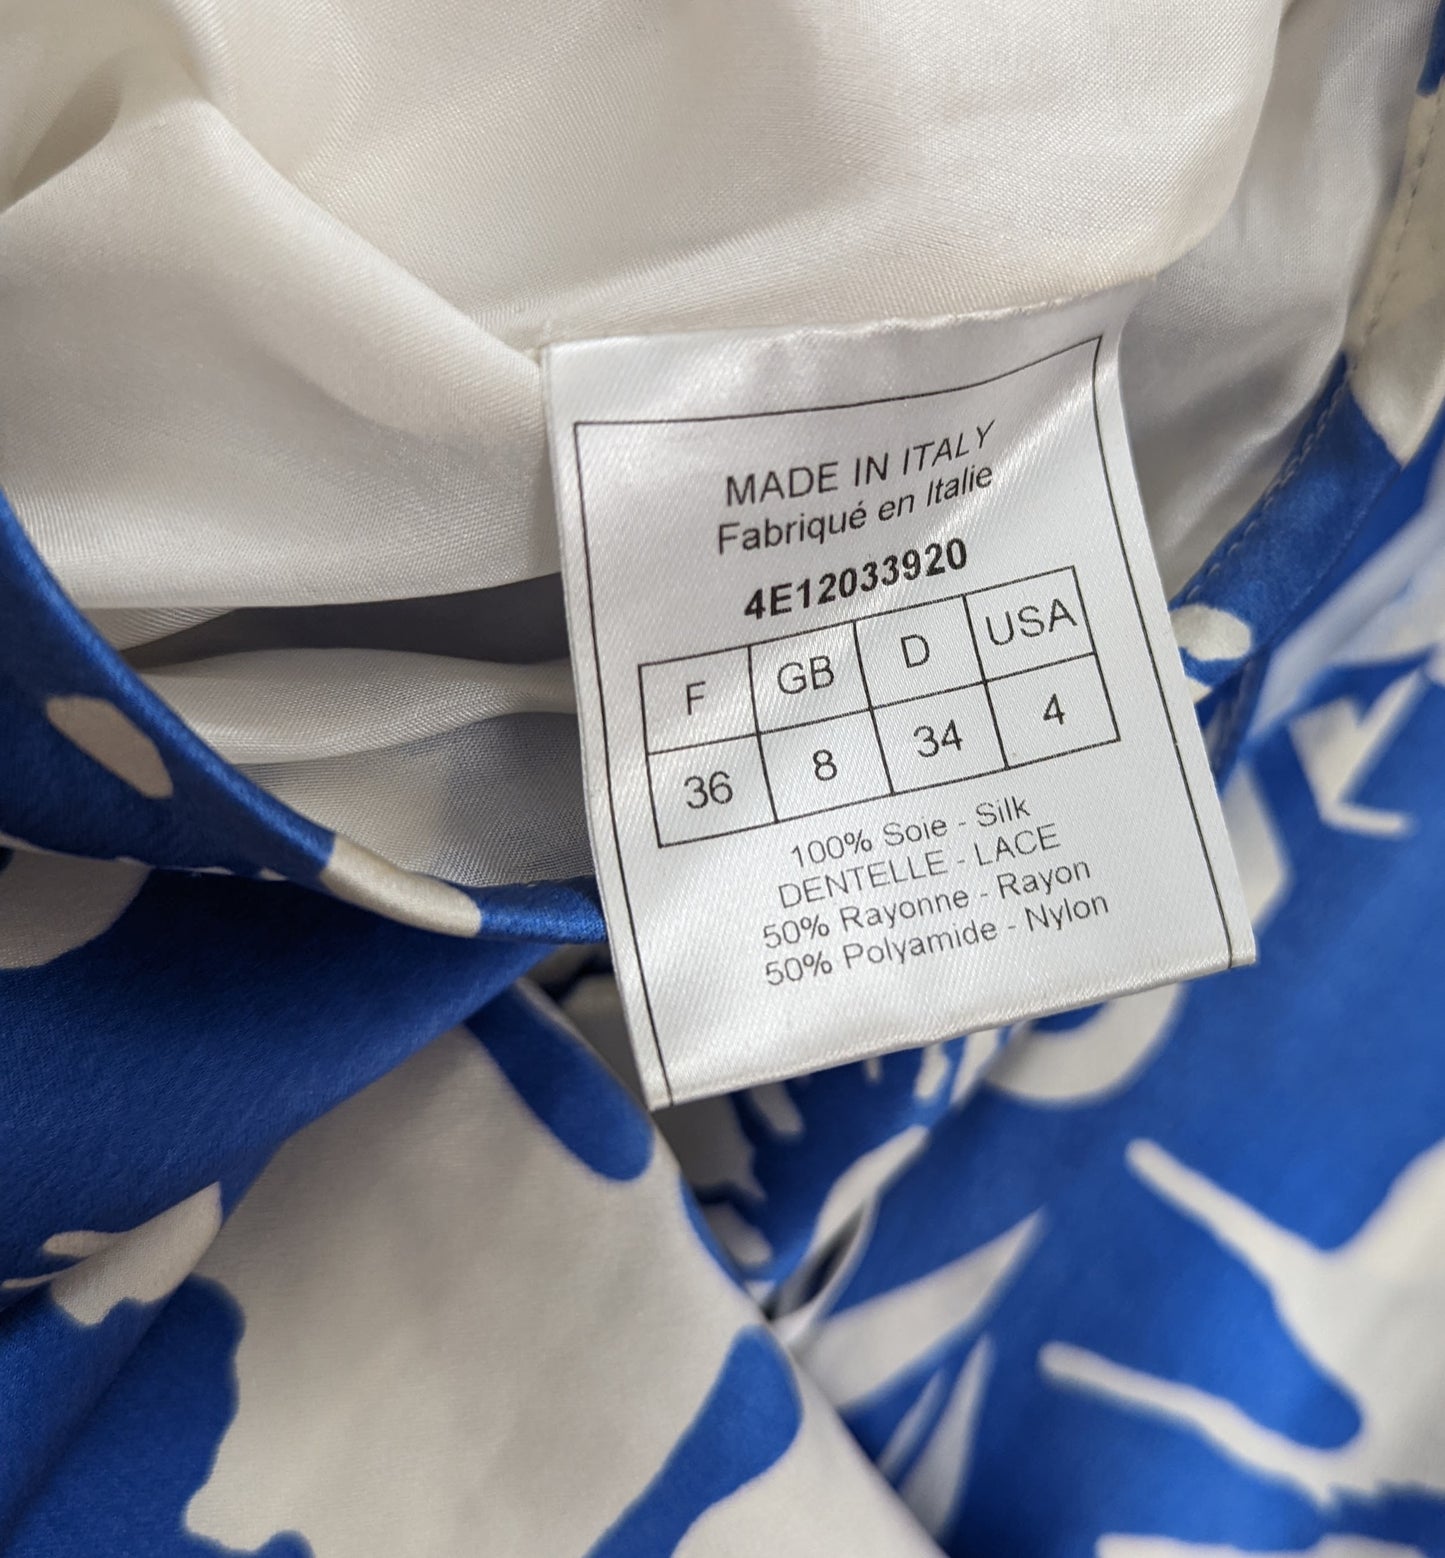 MADE IN ITALY
Fabriqué en Italie
4E12033920
F GB D USA
36 8 34 4
100% Soie - Silk
DENTELLE - LACE
50% Rayonne - Rayon
50% Polyamide - Nylon